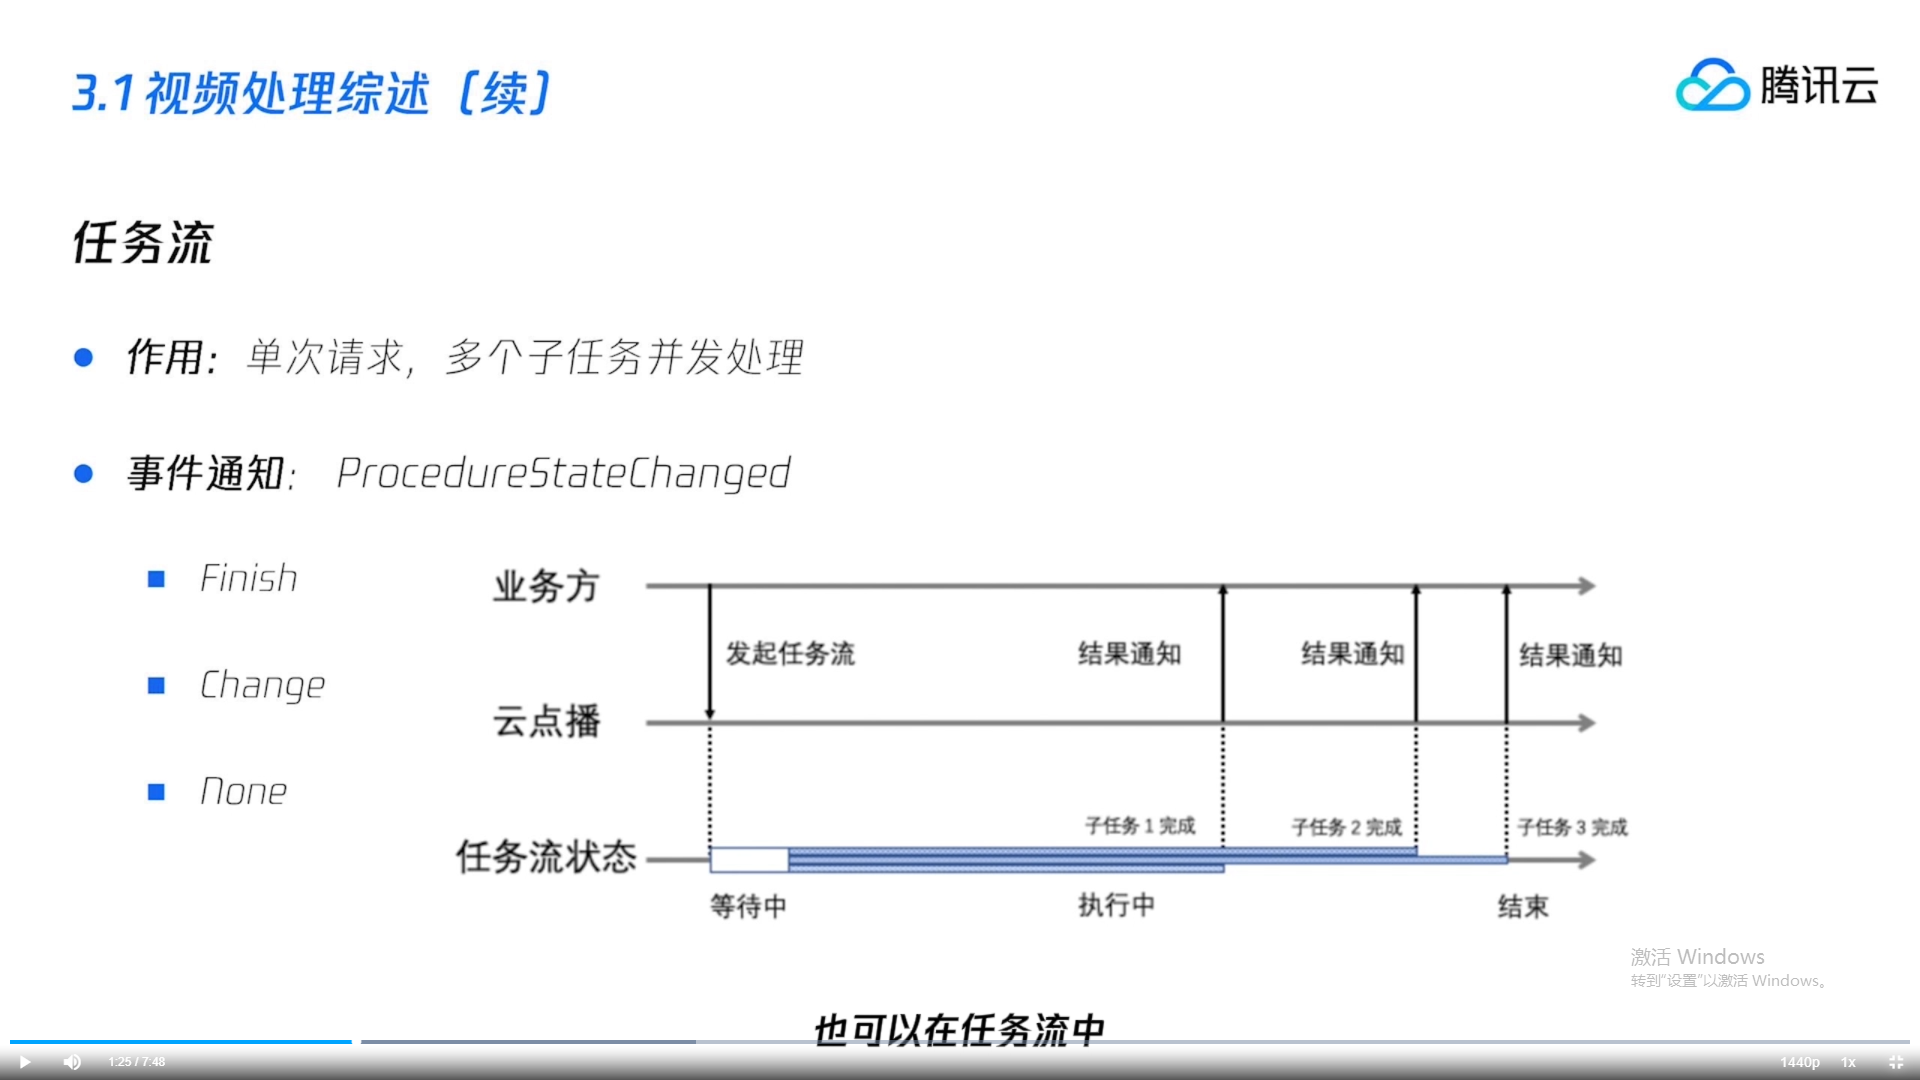 3.1 视频处理综述（续）
腾讯云
任务流
作用：单次请求，多个子任务并发处理
事件通知： ProcedureStateChanged
Finish
Change
None
业务方
发起任务流 结果通知 结果通知 结果通知
云点播
子任务 1 完成 子任务 2 完成 子任务 3 完成
任务流状态
等待中 执行中 结束
激活 Windows
转到“设置”以激活 Windows。
也可以在任务流中
1:25 / 7:48 1440p 1x